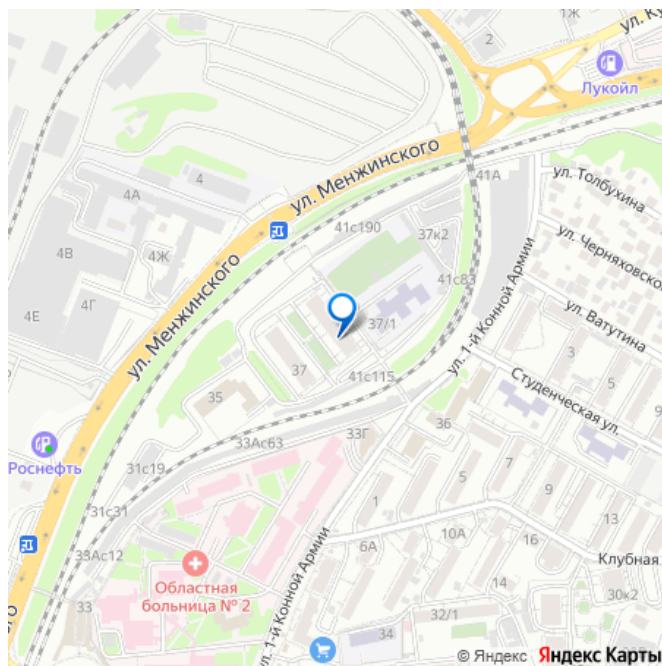 2
1Ж
ул. Ку
Лукойл
ул. Менжинского
4А
4
41А
ул. Толбухина
41с190
37к2
4В
4Ж
ул. Черняховског
41с83
ул. Менжинского
4Г
4Е
37/1
ул. 1-й Конной Армии
ул. Ватутина
3
5
37
41с115
35
Студенческая ул.
9
36
33Г
33Ас63
Роснефть
31с19
5
7
9
1
31с31
13
10А
33Ас12
6А
Клубная
Областная
больница № 2
14
30к2
33
32/1
34
ул. 1-й Конной Армии
© Яндекс Яндекс Карты